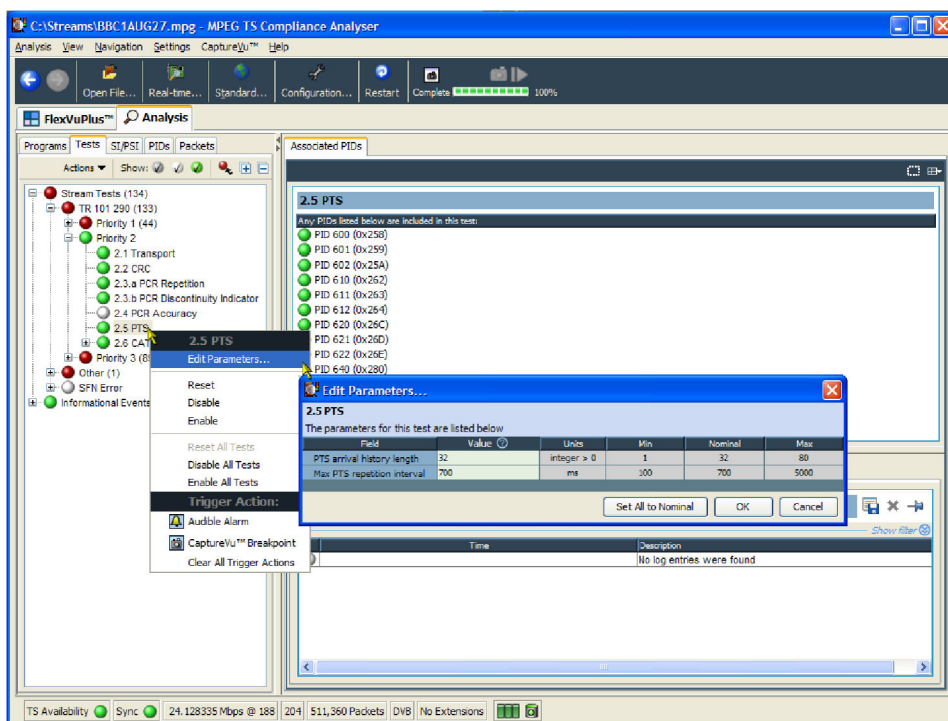 C:\Streams\BBC1AUG27.mpg - MPEG TS Compliance Analyser
Analysis View Navigation Settings CaptureVu™ Help
Open File... Real-time... Standard... Configuration... Restart Complete 100%
FlexVuPlus™ Analysis
Programs Tests SI/PSI PIDs Packets
Actions Show:
Stream Tests (134)
TR 101 290 (133)
Priority 1 (44)
Priority 2
2.1 Transport
2.2 CRC
2.3.a PCR Repetition
2.3.b PCR Discontinuity Indicator
2.4 PCR Accuracy
2.5 PTS
2.6 CAT
Priority 3 (8
Other (1)
SFN Error
Informational Events
2.5 PTS
Edit Parameters...
Reset
Disable
Enable
Reset All Tests
Disable All Tests
Enable All Tests
Trigger Action:
Audible Alarm
CaptureVu™ Breakpoint
Clear All Trigger Actions
Associated PIDs
2.5 PTS
Any PIDs listed below are included in this test:
PID 600 (0x258)
PID 601 (0x259)
PID 602 (0x25A)
PID 610 (0x262)
PID 611 (0x263)
PID 612 (0x264)
PID 620 (0x26C)
PID 621 (0x26D)
PID 622 (0x26E)
PID 640 (0x280)
Edit Parameters...
2.5 PTS
The parameters for this test are listed below
Field Value Units Min Nominal Max
PTS arrival history length 32 integer > 0 1 32 80
Max PTS repetition interval 700 ms 100 700 5000
Set All to Nominal OK Cancel
Show filter
Time Description
No log entries were found
TS Availability Sync 24.128335 Mbps @ 188 204 511,360 Packets DVB No Extensions